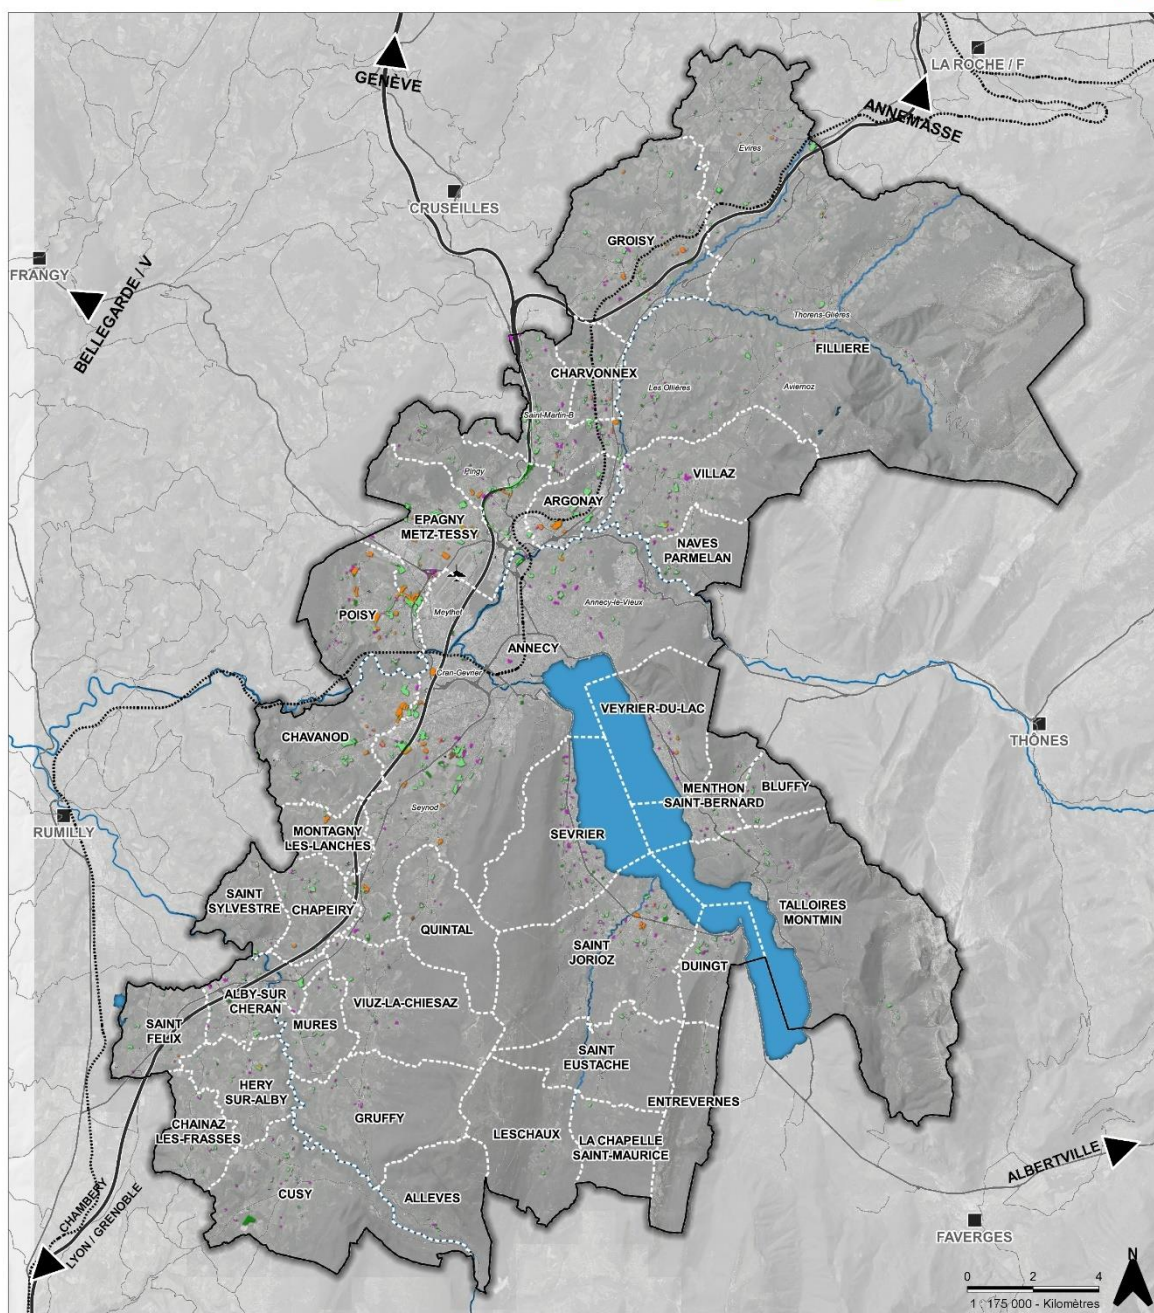 GENÈVE
LA ROCHE / F
ANNEMASSE
Evires
CRUSEILLES
GROISY
FRANGY
BELLEGARDE / V
Thorens-Glières
FILLIERE
CHARVONNEX
Les Ollières
Aviernoz
Saint-Martin-B
Pingy
VILLAZ
ARGONAY
EPAGNY
METZ-TESSY
NAVES
PARMELAN
POISY
Meythet
Annecy-le-Vieux
ANNECY
Cran-Gevrier
VEYRIER-DU-LAC
CHAVANOD
THÔNES
MENTHON
SAINT-BERNARD
BLUFFY
Seynod
RUMILLY
MONTAGNY
LES-LANCHES
SEVRIER
SAINT
SYLVESTRE
CHAPEIRY
TALLOIRES
MONTMIN
QUINTAL
SAINT
JORIOZ
DUINGT
ALBY-SUR
CHERAN
VIUZ-LA-CHIESAZ
MURES
SAINT
FELIX
SAINT
EUSTACHE
HERY
SUR-ALBY
ENTREVERNES
GRUFFY
CHAINAZ
LES-FRASSES
LESCHAUX
LA CHAPELLE
SAINT-MAURICE
ALBERTVILLE
CUSY
ALLEVES
CHAMBERY
LYON / GRENOBLE
FAVERGES
N
0 2 4
1 : 175 000 - Kilomètres